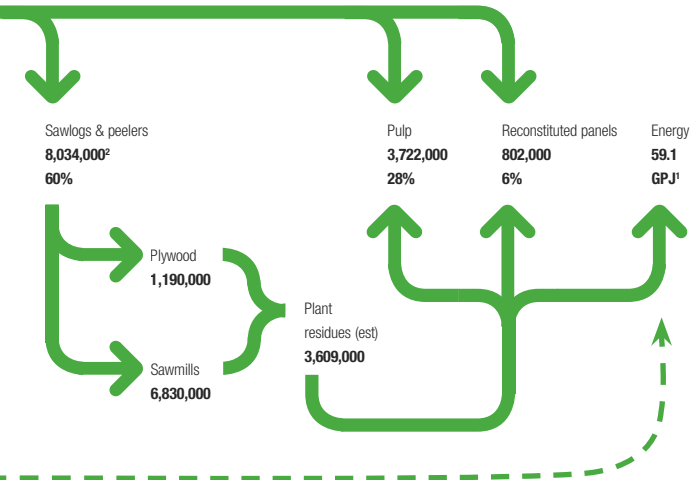 Sawlogs & peelers
8,034,000²
60%
Pulp
3,722,000
28%
Reconstituted panels
802,000
6%
Energy
59.1
GPJ¹
Plywood
1,190,000
Sawmills
6,830,000
Plant
residues (est)
3,609,000